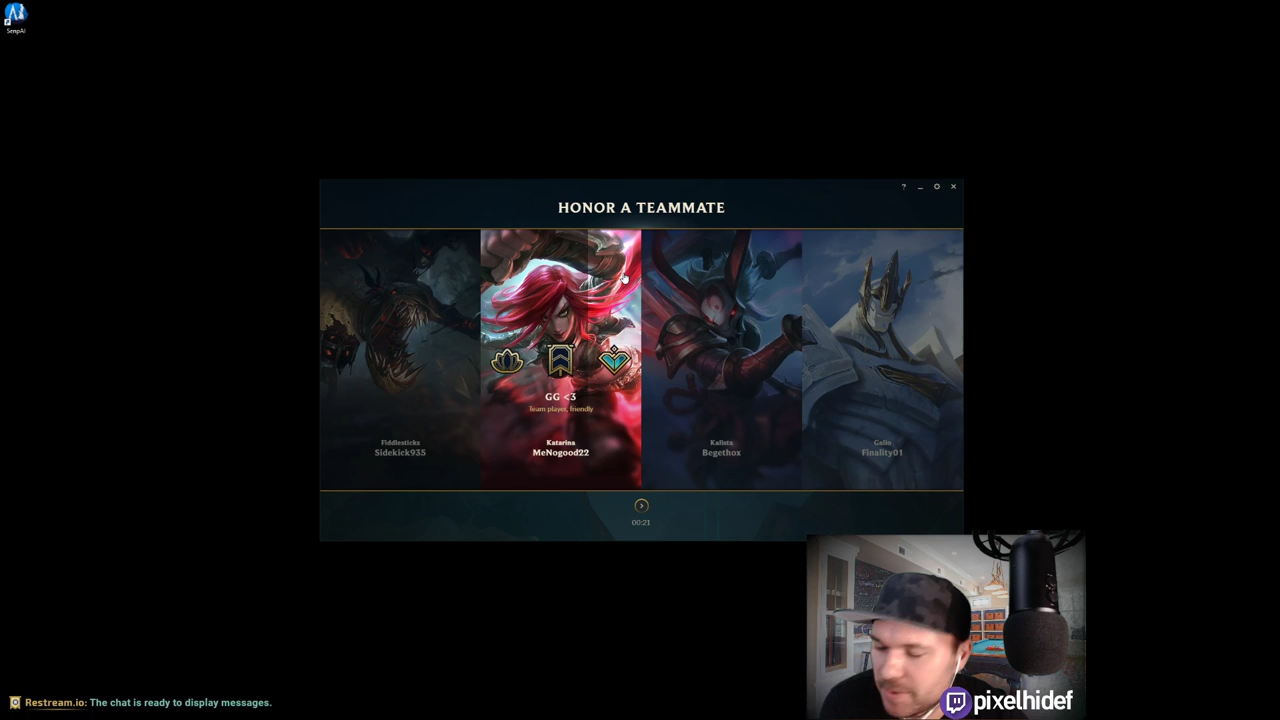 SenpAI
?
HONOR A TEAMMATE
GG <3
Team player, friendly
Fiddlesticks
Sidekick935
Katarina
MeNogood22
Kalista
Begethox
Galio
Finality01
00:21
Restream.io: The chat is ready to display messages.
pixelhidef